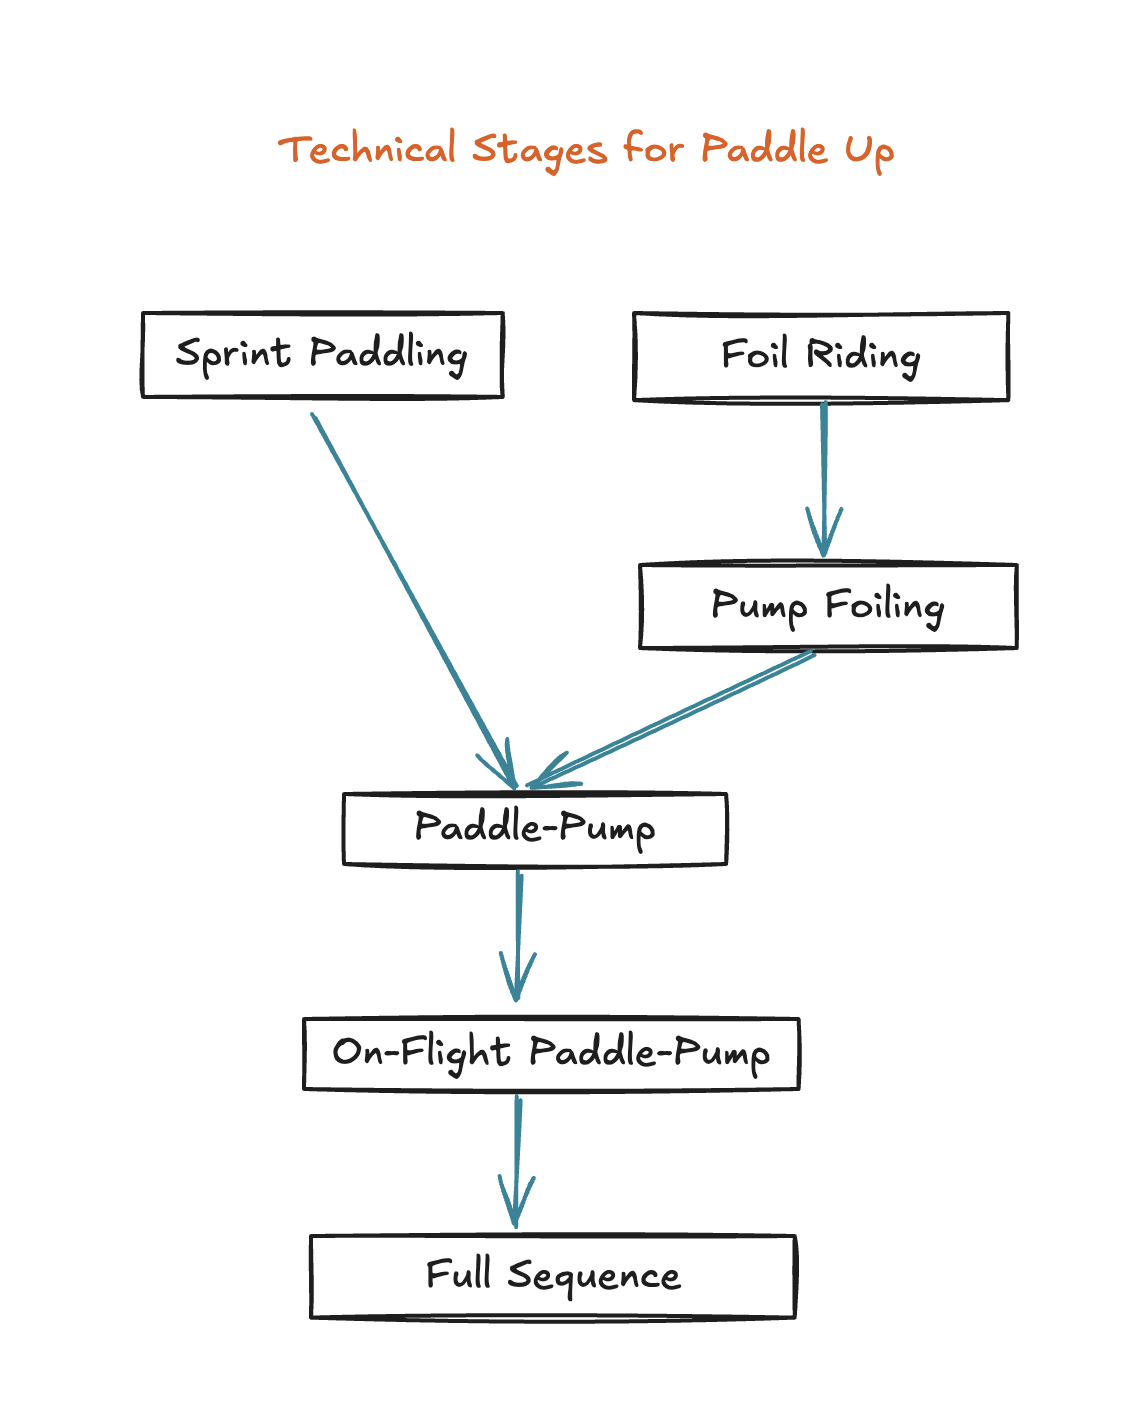 Technical Stages for Paddle Up
Sprint Paddling
Foil Riding
Pump Foiling
Paddle-Pump
On-Flight Paddle-Pump
Full Sequence